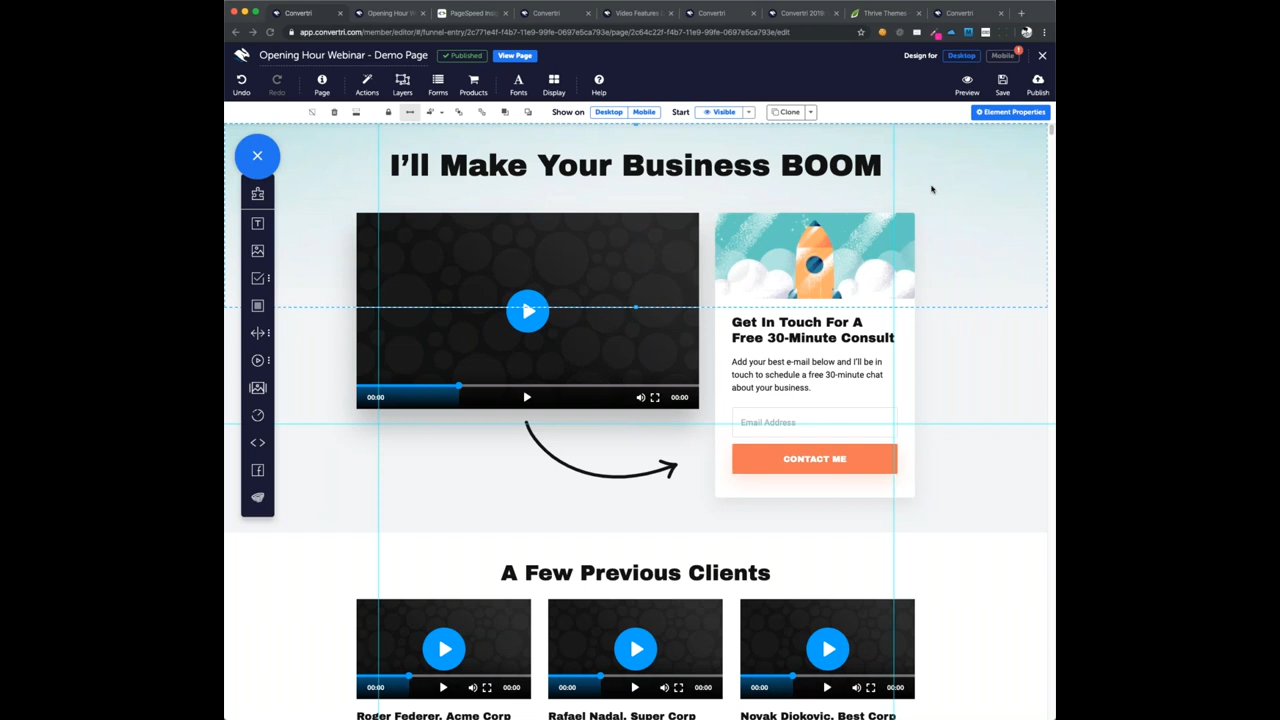 Convertri
Opening Hour W
PageSpeed Insi
Convertri
Video Features
Convertri
Convertri 2019
Thrive Themes
Convertri
app.convertri.com/member/editor/#/funnel-entry/2c771e4f-f4b7-11e9-99fe-0697e5ca793e/page/2c64c22f-f4b7-11e9-99fe-0697e5ca793e/edit
Opening Hour Webinar - Demo Page
Published
View Page
Design for
Desktop
Mobile
Undo
Redo
Page
Actions
Layers
Forms
Products
Fonts
Display
Help
Preview
Save
Publish
Show on
Desktop
Mobile
Start
Visible
Clone
Element Properties
I'll Make Your Business BOOM
00:00
00:00
Get In Touch For A
Free 30-Minute Consult
Add your best e-mail below and I'll be in
touch to schedule a free 30-minute chat
about your business.
Email Address
CONTACT ME
A Few Previous Clients
00:00
00:00
00:00
00:00
00:00
00:00
Roger Federer, Acme Corp
Rafael Nadal, Super Corp
Novak Djokovic, Best Corp